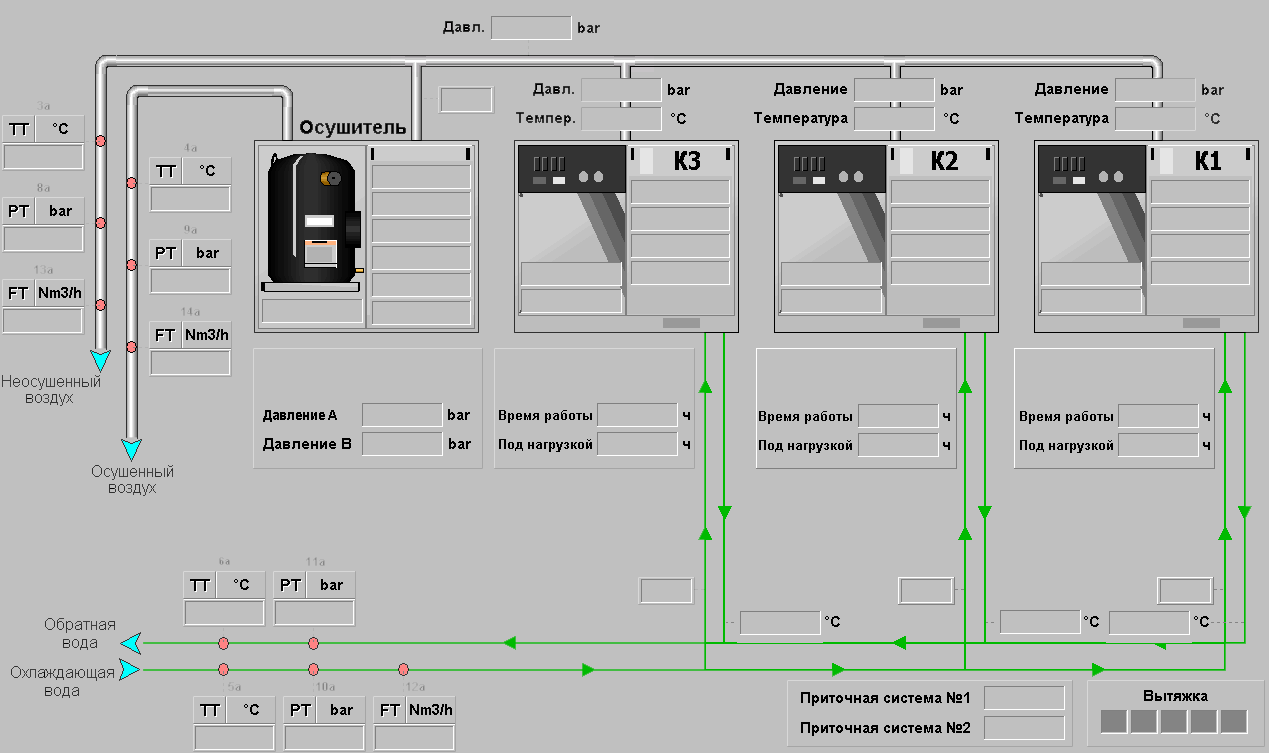 Давл. bar
3a
TT °C
8a
PT bar
13a
FT Nm3/h
Неосушенный
воздух
4a
TT °C
9a
PT bar
14a
FT Nm3/h
Осушенный
воздух
Осушитель
Давление A bar
Давление B bar
Давл. bar
Темпер. °C
K3
Время работы ч
Под нагрузкой ч
Давление bar
Температура °C
K2
Время работы ч
Под нагрузкой ч
Давление bar
Температура °C
K1
Время работы ч
Под нагрузкой ч
6a 11a
TT °C PT bar
Обратная
вода
°C °C °C
Охлаждающая
вода
5a 10a 12a
TT °C PT bar FT Nm3/h
Приточная система №1
Приточная система №2
Вытяжка